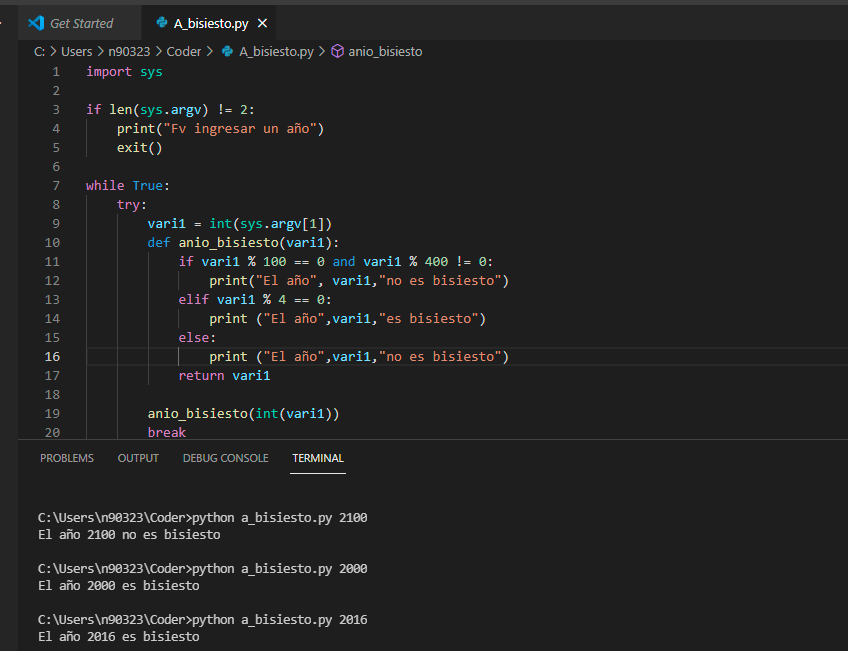 Get Started A_bisiesto.py
C: > Users > n90323 > Coder > A_bisiesto.py > anio_bisiesto
1 import sys
2
3 if len(sys.argv) != 2:
4     print("Fv ingresar un año")
5     exit()
6
7 while True:
8     try:
9         vari1 = int(sys.argv[1])
10         def anio_bisiesto(vari1):
11             if vari1 % 100 == 0 and vari1 % 400 != 0:
12                 print("El año", vari1,"no es bisiesto")
13             elif vari1 % 4 == 0:
14                 print ("El año",vari1,"es bisiesto")
15             else:
16                 print ("El año",vari1,"no es bisiesto")
17             return vari1
18
19         anio_bisiesto(int(vari1))
20         break
PROBLEMS OUTPUT DEBUG CONSOLE TERMINAL
C:\Users\n90323\Coder>python a_bisiesto.py 2100
El año 2100 no es bisiesto
C:\Users\n90323\Coder>python a_bisiesto.py 2000
El año 2000 es bisiesto
C:\Users\n90323\Coder>python a_bisiesto.py 2016
El año 2016 es bisiesto